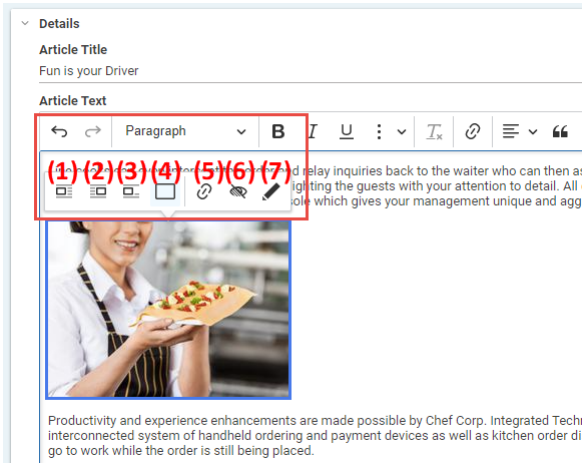 Details
Article Title
Fun is your Driver
Article Text
Paragraph
B I U Tx
(1) (2) (3) (4) (5) (6) (7)
relay inquiries back to the waiter who can then as
ighting the guests with your attention to detail. All
sole which gives your management unique and agg
Productivity and experience enhancements are made possible by Chef Corp. Integrated Techn
interconnected system of handheld ordering and payment devices as well as kitchen order di
go to work while the order is still being placed.